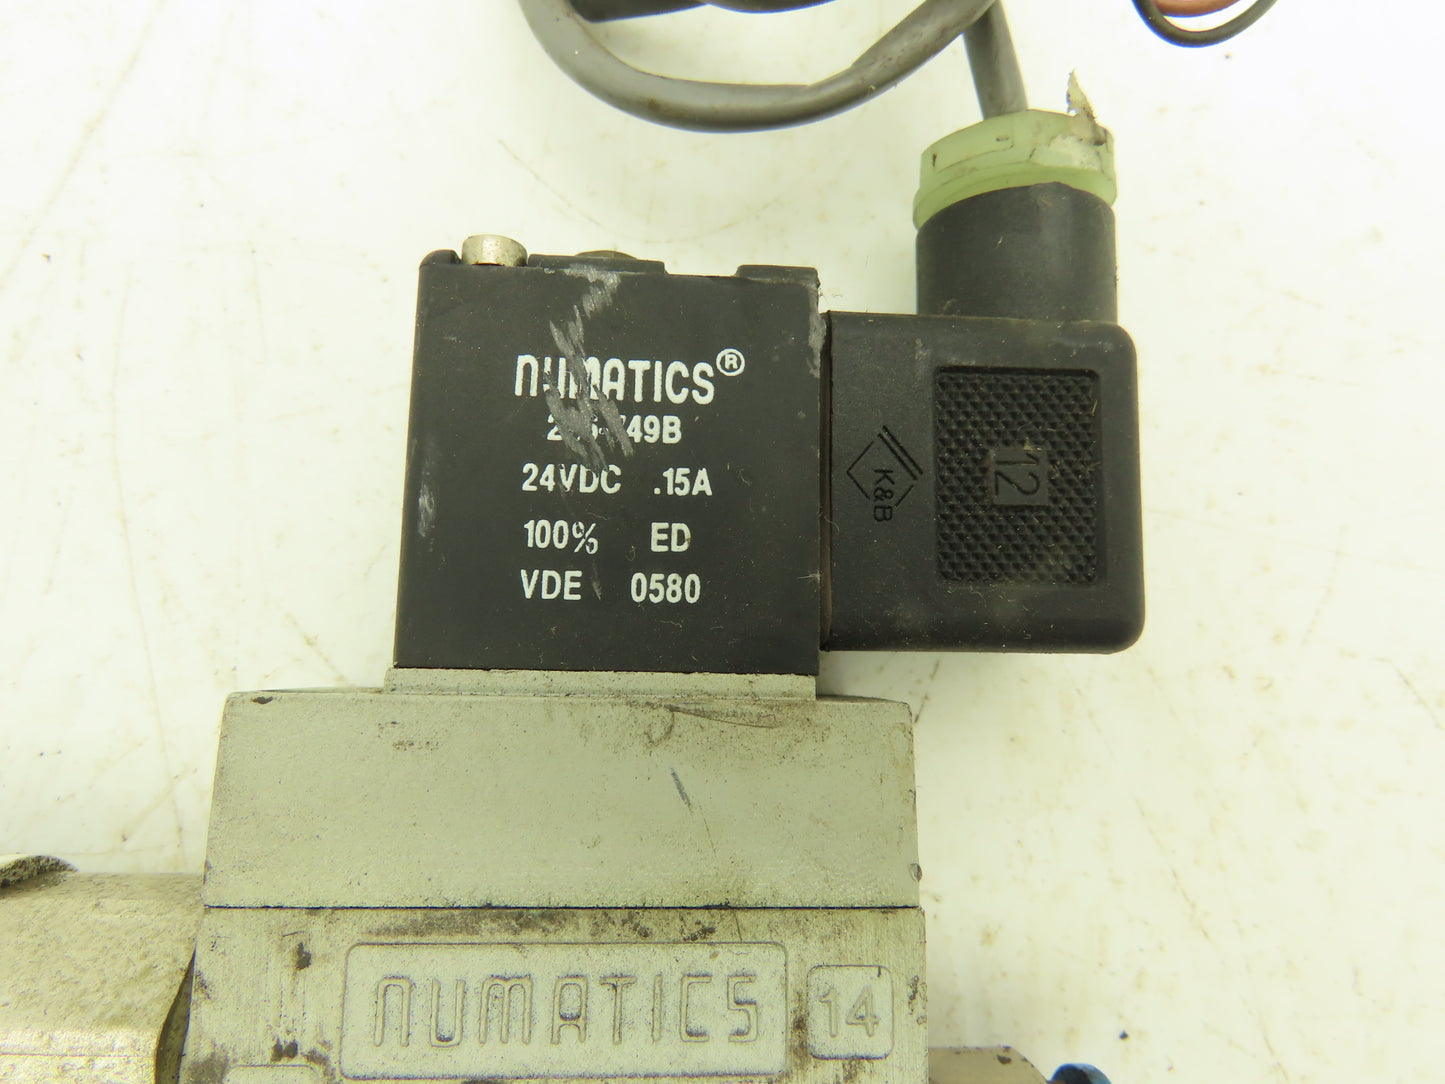 NUMATICS®
24VDC .15A
100% ED
VDE 0580
K&B
12
NUMATICS
14